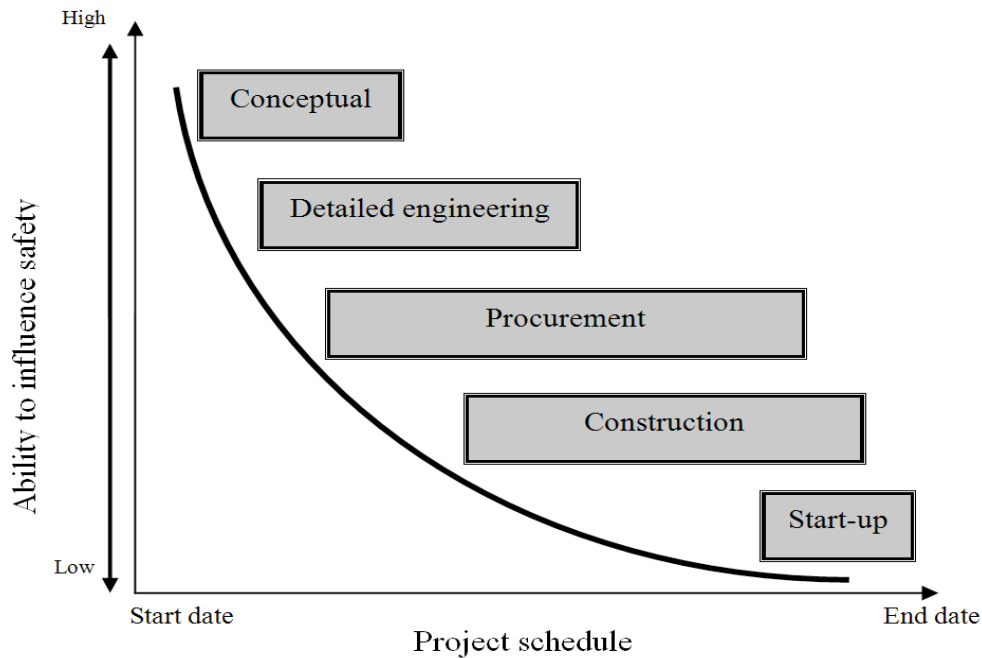 High
Conceptual
Detailed engineering
Procurement
Construction
Start-up
Ability to influence safety
Low
Start date
End date
Project schedule